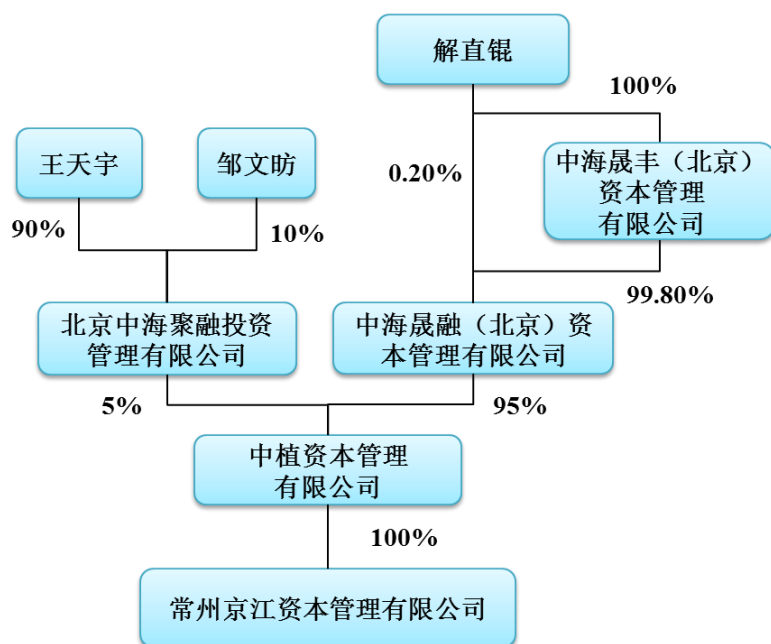 解直锟
100%
王天宇
邹文昉
0.20%
中海晟丰（北京）
资本管理
有限公司
90%
10%
99.80%
北京中海聚融投资
管理有限公司
中海晟融（北京）资
本管理有限公司
5%
95%
中植资本管理
有限公司
100%
常州京江资本管理有限公司